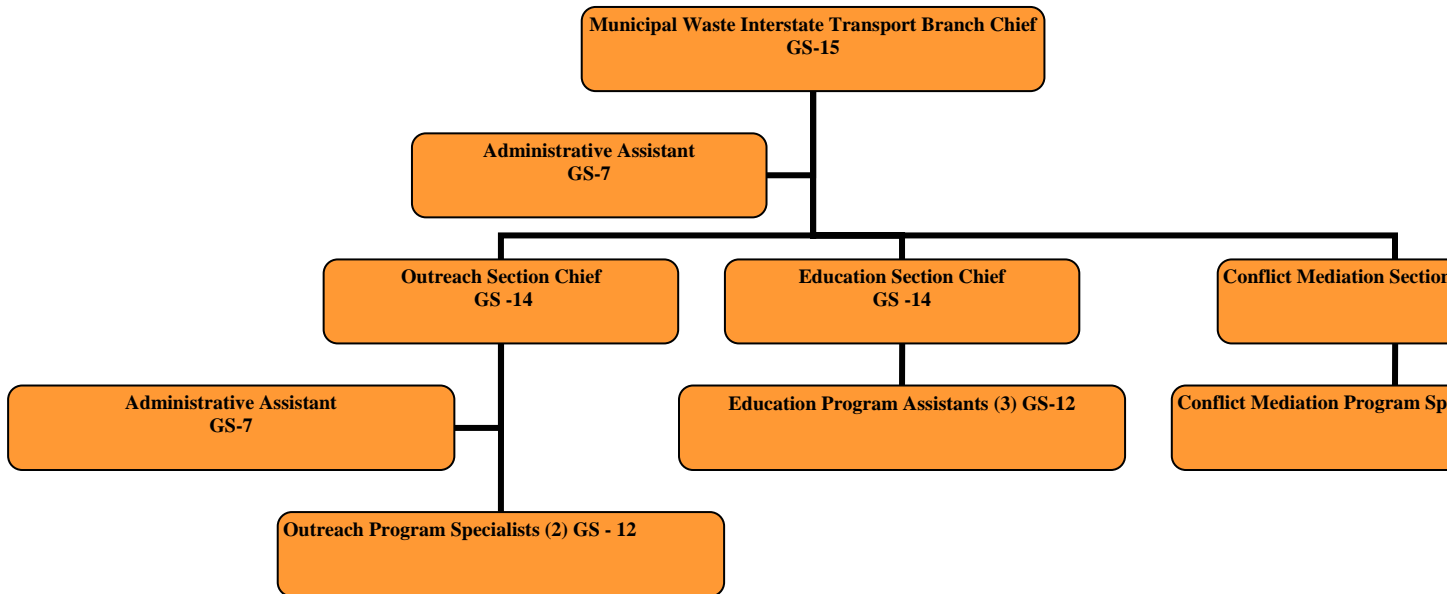 Municipal Waste Interstate Transport Branch Chief
GS-15
Administrative Assistant
GS-7
Outreach Section Chief
GS -14
Education Section Chief
GS -14
Conflict Mediation Section
Administrative Assistant
GS-7
Education Program Assistants (3) GS-12
Conflict Mediation Program
Outreach Program Specialists (2) GS - 12